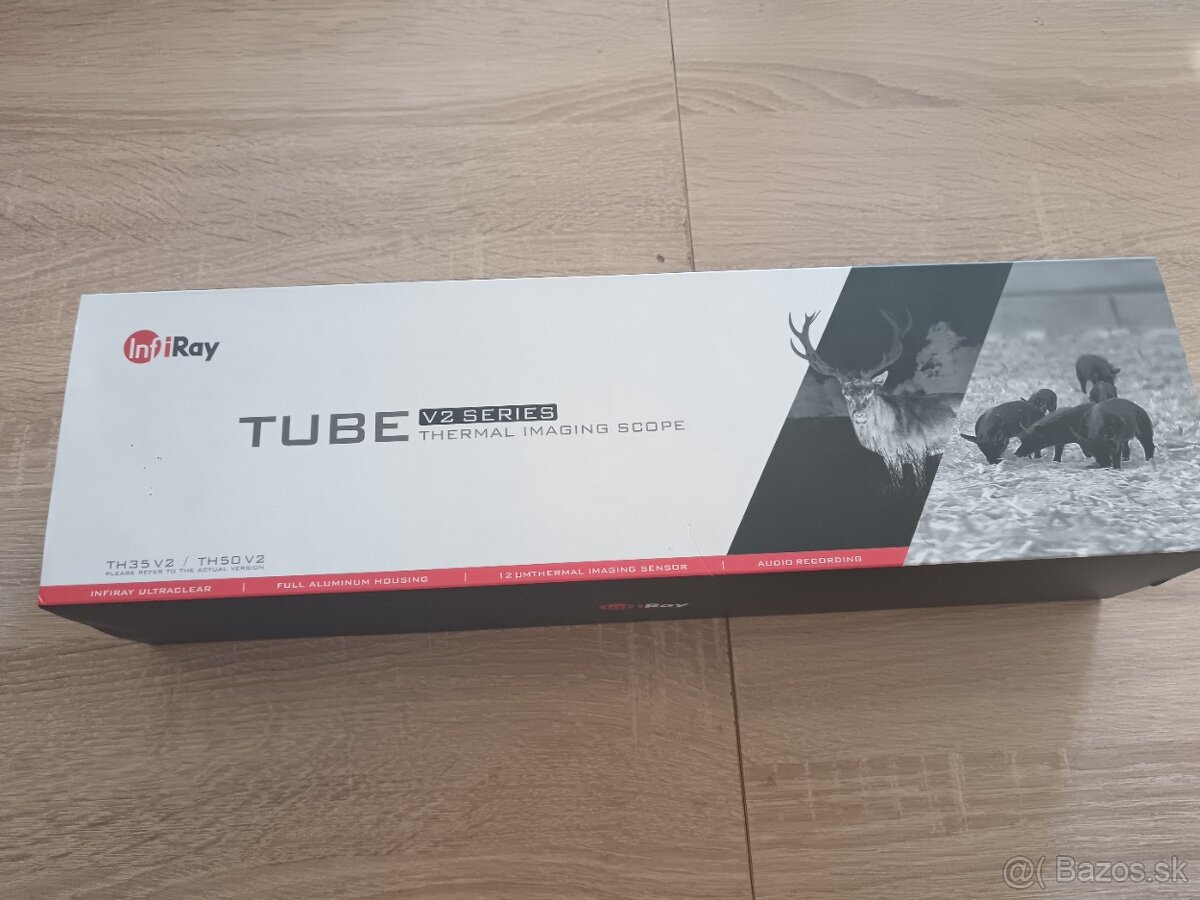 InfiRay
TUBE V2 SERIES
THERMAL IMAGING SCOPE
TH35 V2 / TH50 V2
PLEASE REFER TO THE ACTUAL VERSION
INFIRAY ULTRACLEAR | FULL ALUMINUM HOUSING | 12 µMTHERMAL IMAGING SENSOR | AUDIO RECORDING
InfiRay
@( Bazos.sk